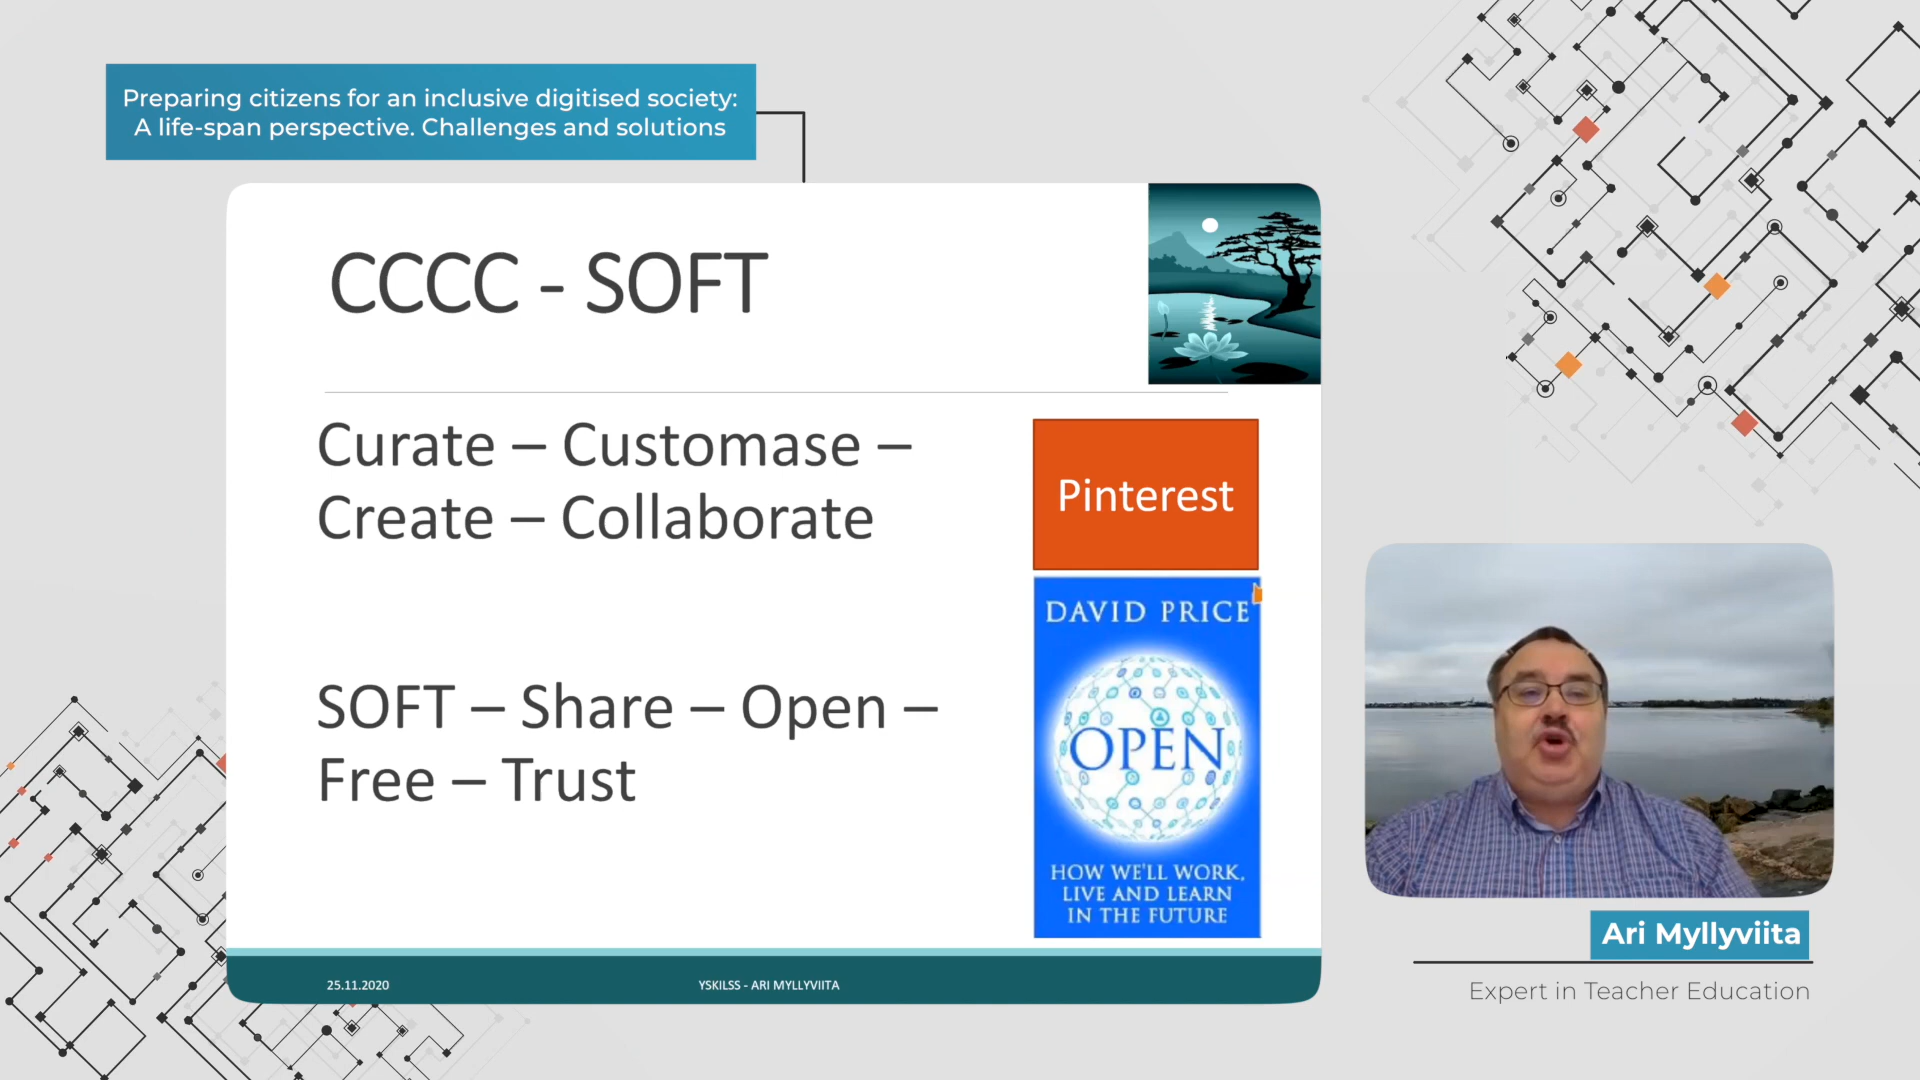 Preparing citizens for an inclusive digitised society:
A life-span perspective. Challenges and solutions
CCCC - SOFT
Curate – Customase –
Create – Collaborate
Pinterest
SOFT – Share – Open –
Free – Trust
DAVID PRICE
OPEN
HOW WE'LL WORK,
LIVE AND LEARN
IN THE FUTURE
25.11.2020
YSKILSS - ARI MYLLYVIITA
Ari Myllyviita
Expert in Teacher Education